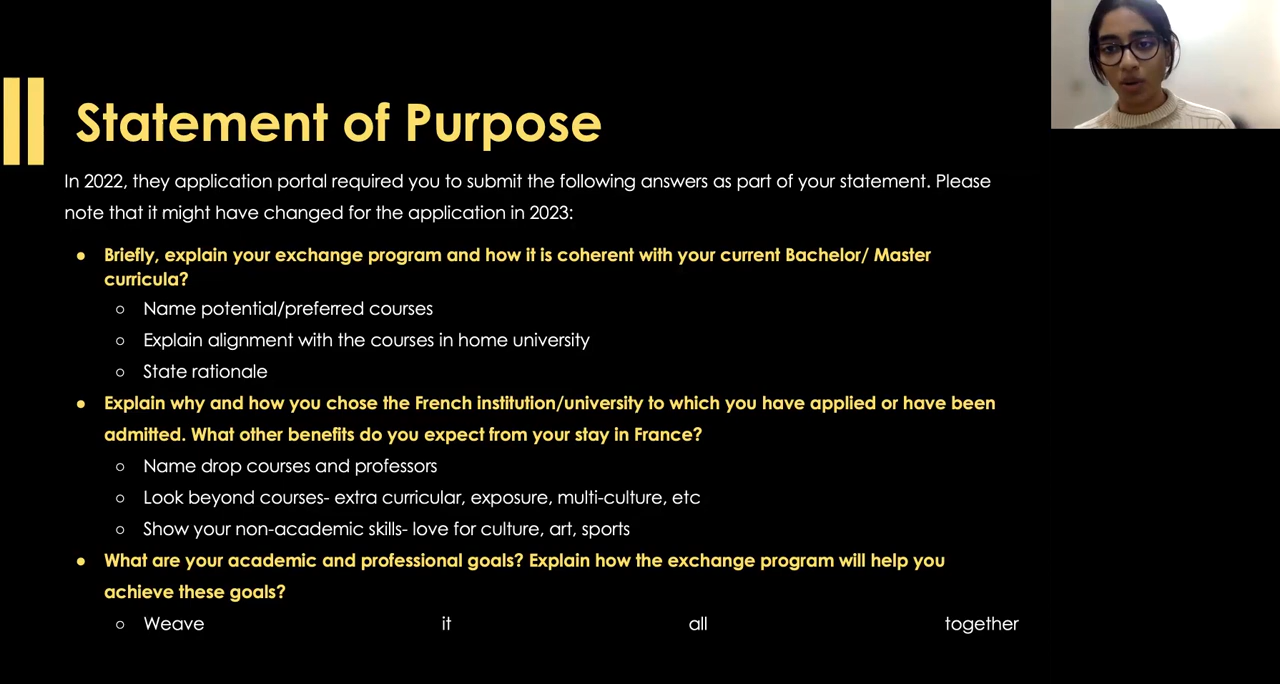 Statement of Purpose
In 2022, they application portal required you to submit the following answers as part of your statement. Please
note that it might have changed for the application in 2023:
● Briefly, explain your exchange program and how it is coherent with your current Bachelor/ Master
curricula?
○ Name potential/preferred courses
○ Explain alignment with the courses in home university
○ State rationale
● Explain why and how you chose the French institution/university to which you have applied or have been
admitted. What other benefits do you expect from your stay in France?
○ Name drop courses and professors
○ Look beyond courses- extra curricular, exposure, multi-culture, etc
○ Show your non-academic skills- love for culture, art, sports
● What are your academic and professional goals? Explain how the exchange program will help you
achieve these goals?
○ Weave it all together